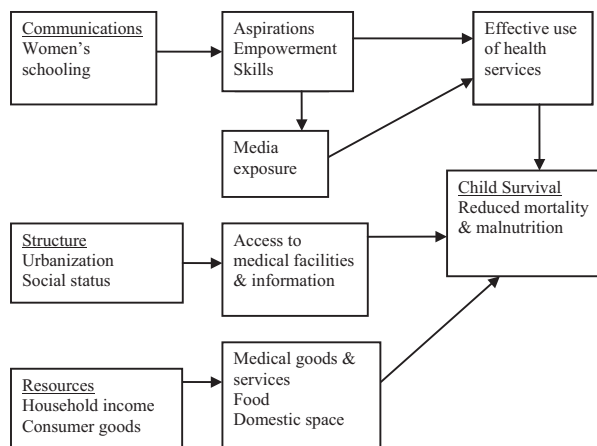 Communications
Women's
schooling
Aspirations
Empowerment
Skills
Effective use
of health
services
Media
exposure
Child Survival
Reduced mortality
& malnutrition
Structure
Urbanization
Social status
Access to
medical facilities
& information
Resources
Household income
Consumer goods
Medical goods &
services
Food
Domestic space